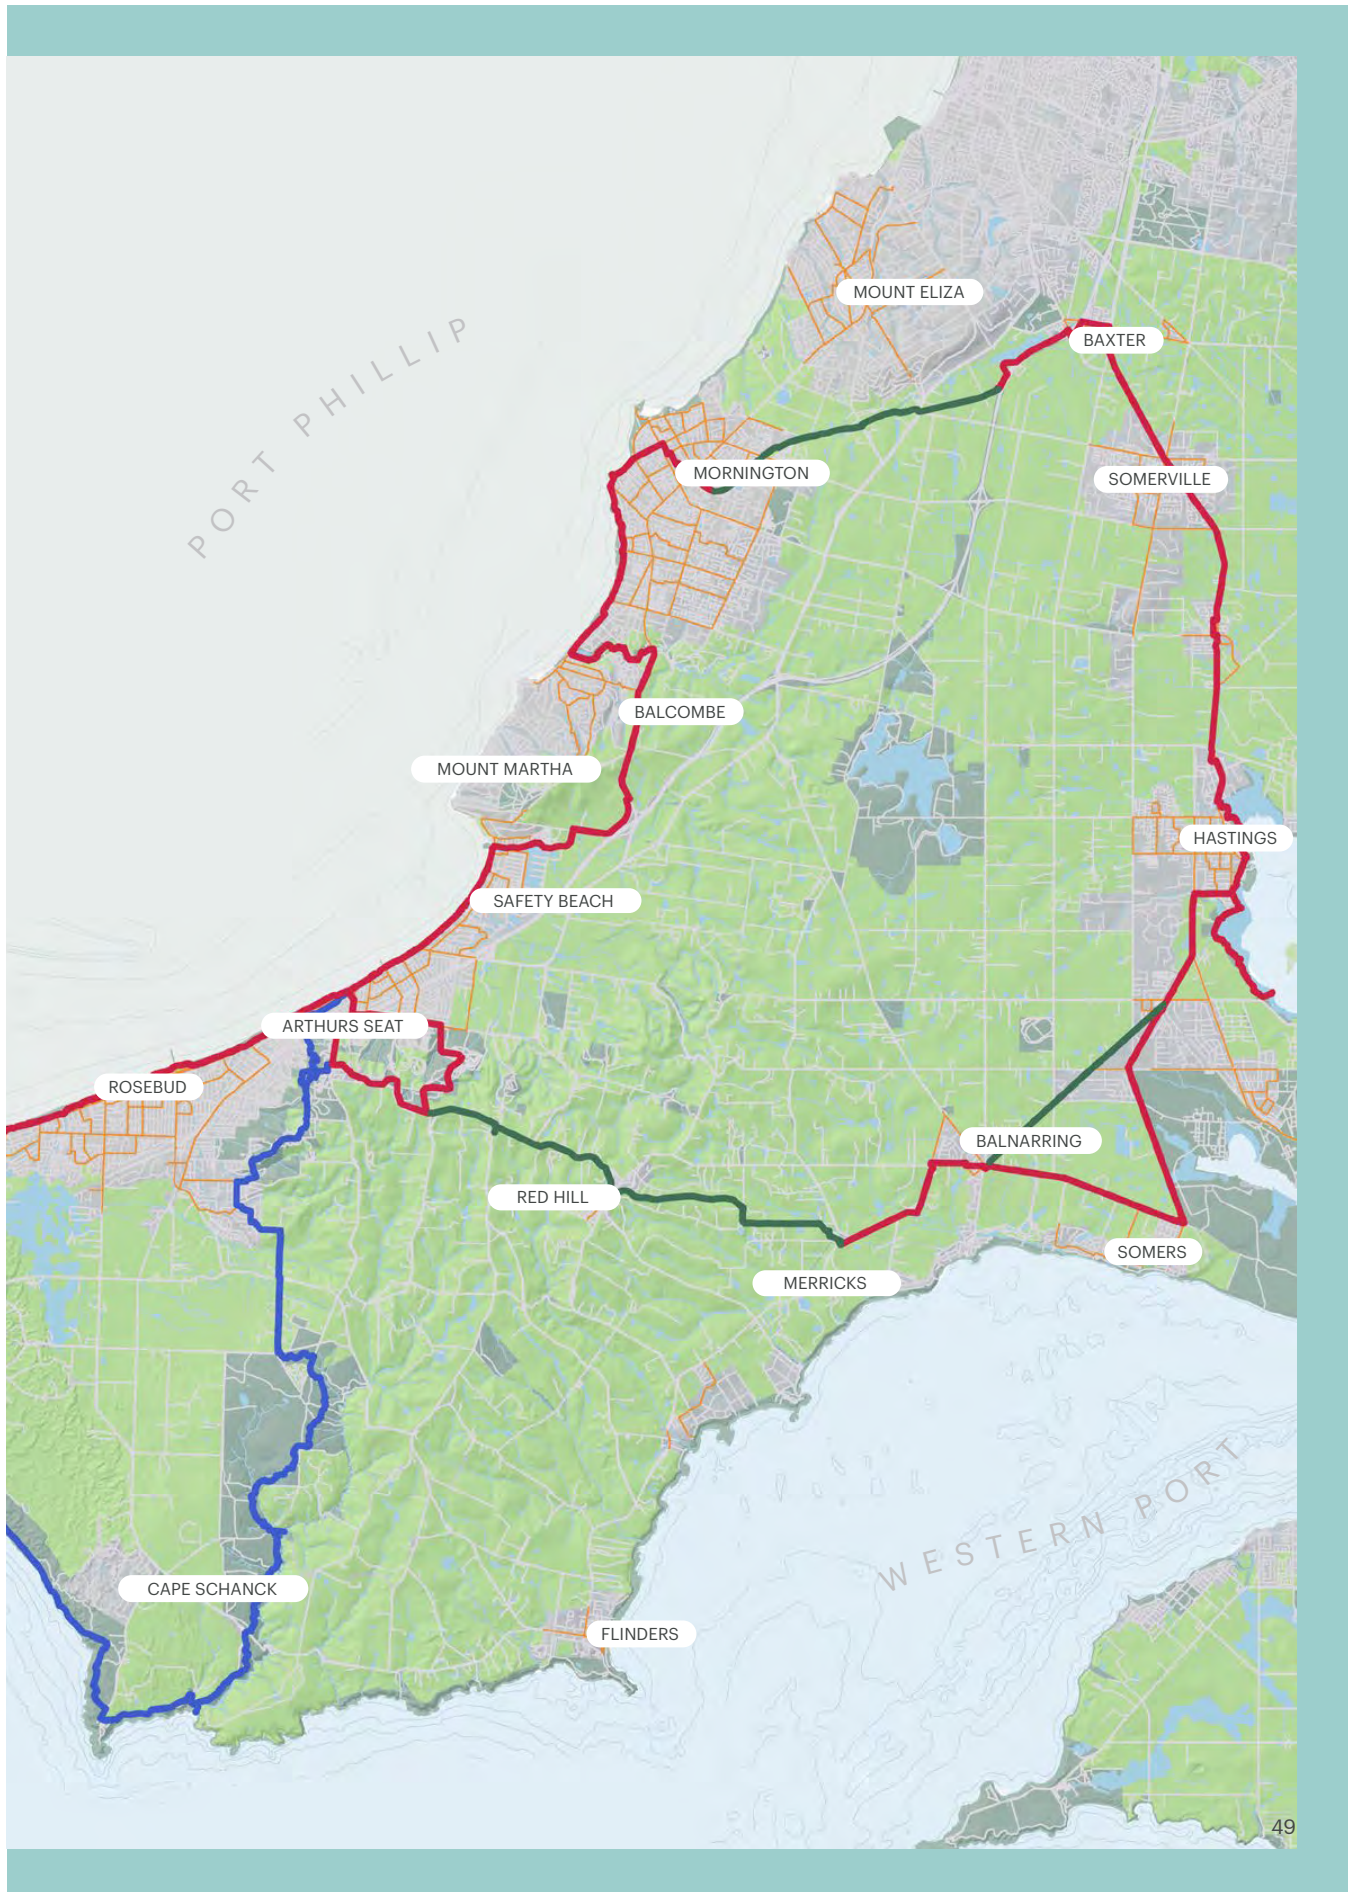 MOUNT ELIZA
PORT PHILLIP
BAXTER
MORNINGTON
SOMERVILLE
BALCOMBE
MOUNT MARTHA
HASTINGS
SAFETY BEACH
ARTHURS SEAT
ROSEBUD
BALNARRING
RED HILL
SOMERS
MERRICKS
WESTERN PORT
CAPE SCHANCK
FLINDERS
49